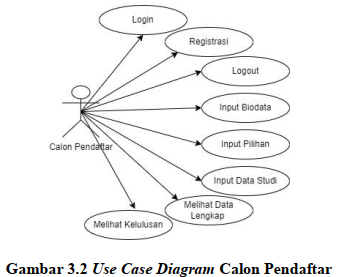 Login
Registrasi
Logout
Input Biodata
Input Pilihan
Input Data Studi
Melihat Data
Lengkap
Melihat Kelulusan
Calon Pendaftar
Gambar 3.2 Use Case Diagram Calon Pendaftar